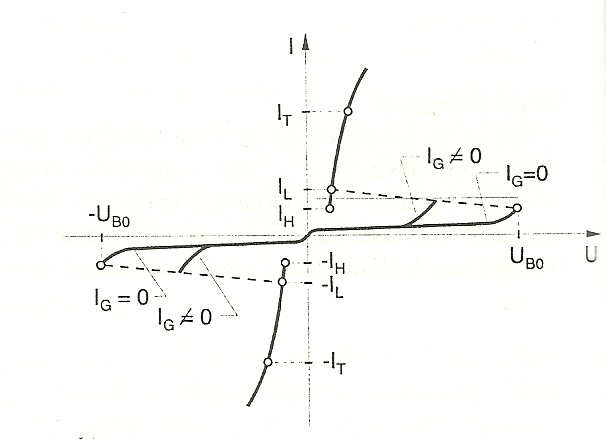 I
I_T
I_G ≠ 0
I_G=0
I_L
I_H
-U_B0
U_B0
U
-I_H
-I_L
I_G = 0
I_G ≠ 0
-I_T